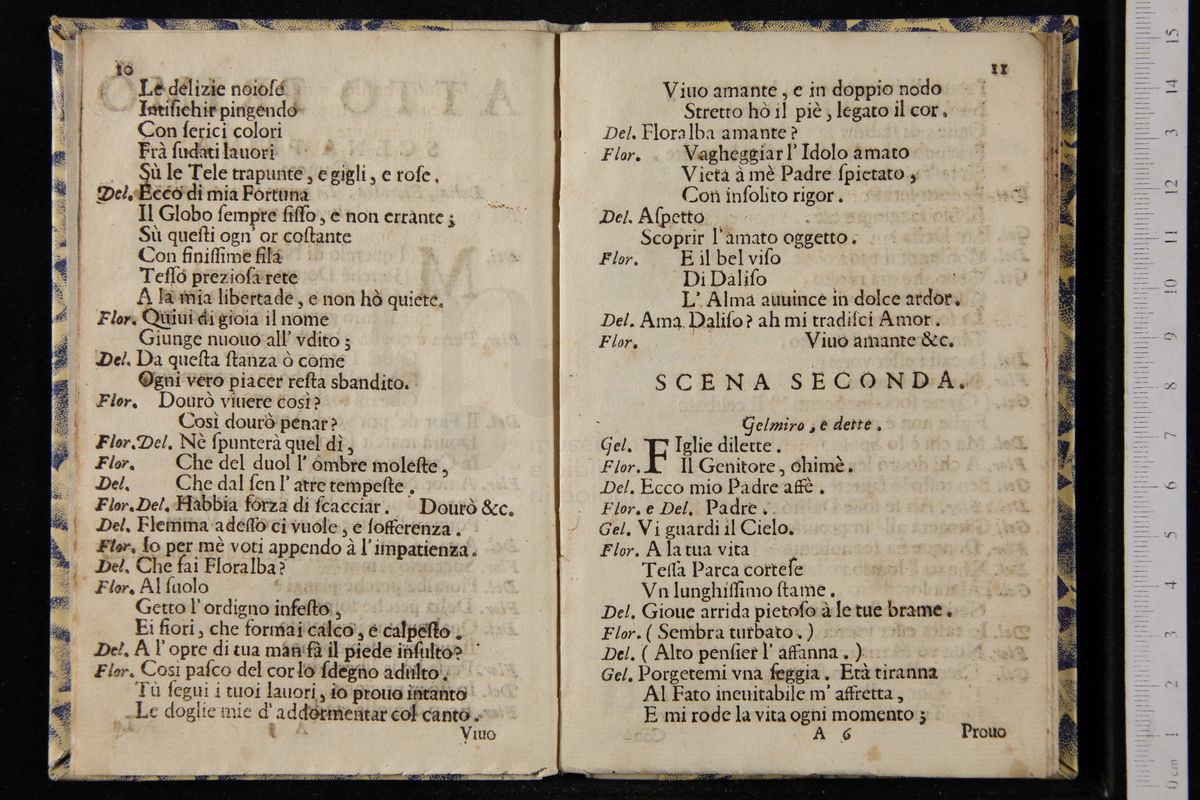 10
Le delizie noioſe
Intiſichir pingendo
Con ſerici colori
Frà ſudati lauori
Sù le Tele trapunte, e gigli, e roſe.
Del. Ecco di mia Fortuna
Il Globo ſempre fiſſo, e non errante;
Sù queſti ogn' or coſtante
Con finiſſime fila
Teſſo prezioſa rete
A la mia libertade, e non hò quiete.
Flor. Quiui di gioia il nome
Giunge nuouo all' vdito;
Del. Da queſta ſtanza ò come
Ogni vero piacer reſta sbandito.
Flor. Dourò viuere così?
Così dourò penar?
Flor.Del. Nè ſpunterà quel dì,
Flor. Che del duol l' ombre moleſte,
Del. Che dal ſen l' atre tempeſte.
Flor.Del. Habbia forza di ſcacciar. Dourò &c.
Del. Flemma adeſſo ci vuole, e ſofferenza.
Flor. Io per mè voti appendo à l'impatienza.
Del. Che fai Floralba?
Flor. Al ſuolo
Getto l'ordigno infeſto,
Ei fiori, che formai calco, e calpeſto.
Del. A l'opre di tua man fà il piede inſulto?
Flor. Così paſco del cor lo ſdegno adulto.
Tù ſegui i tuoi lauori, io prouo intanto
Le doglie mie d'addormentar col canto.
Viuo
11
Viuo amante, e in doppio nodo
Stretto hò il piè, legato il cor.
Del. Floralba amante?
Flor. Vagheggiar l'Idolo amato
Vieta à mè Padre ſpietato,
Con inſolito rigor.
Del. Aſpetto
Scoprir l'amato oggetto.
Flor. E il bel viſo
Di Daliſo
L' Alma auuince in dolce ardor.
Del. Ama Daliſo? ah mi tradiſci Amor.
Flor. Viuo amante &c.
SCENA SECONDA.
Gelmiro, e dette.
Gel. FIglie dilette.
Flor. Il Genitore, ohimè.
Del. Ecco mio Padre affè.
Flor. e Del. Padre.
Gel. Vi guardi il Cielo.
Flor. A la tua vita
Teſſa Parca corteſe
Vn lunghiſſimo ſtame.
Del. Gioue arrida pietoſo à le tue brame.
Flor. (Sembra turbato.)
Del. (Alto penſier l' affanna.)
Gel. Porgetemi vna ſeggia. Età tiranna
Al Fato ineuitabile m' affretta,
E mi rode la vita ogni momento;
A 6
Prouo